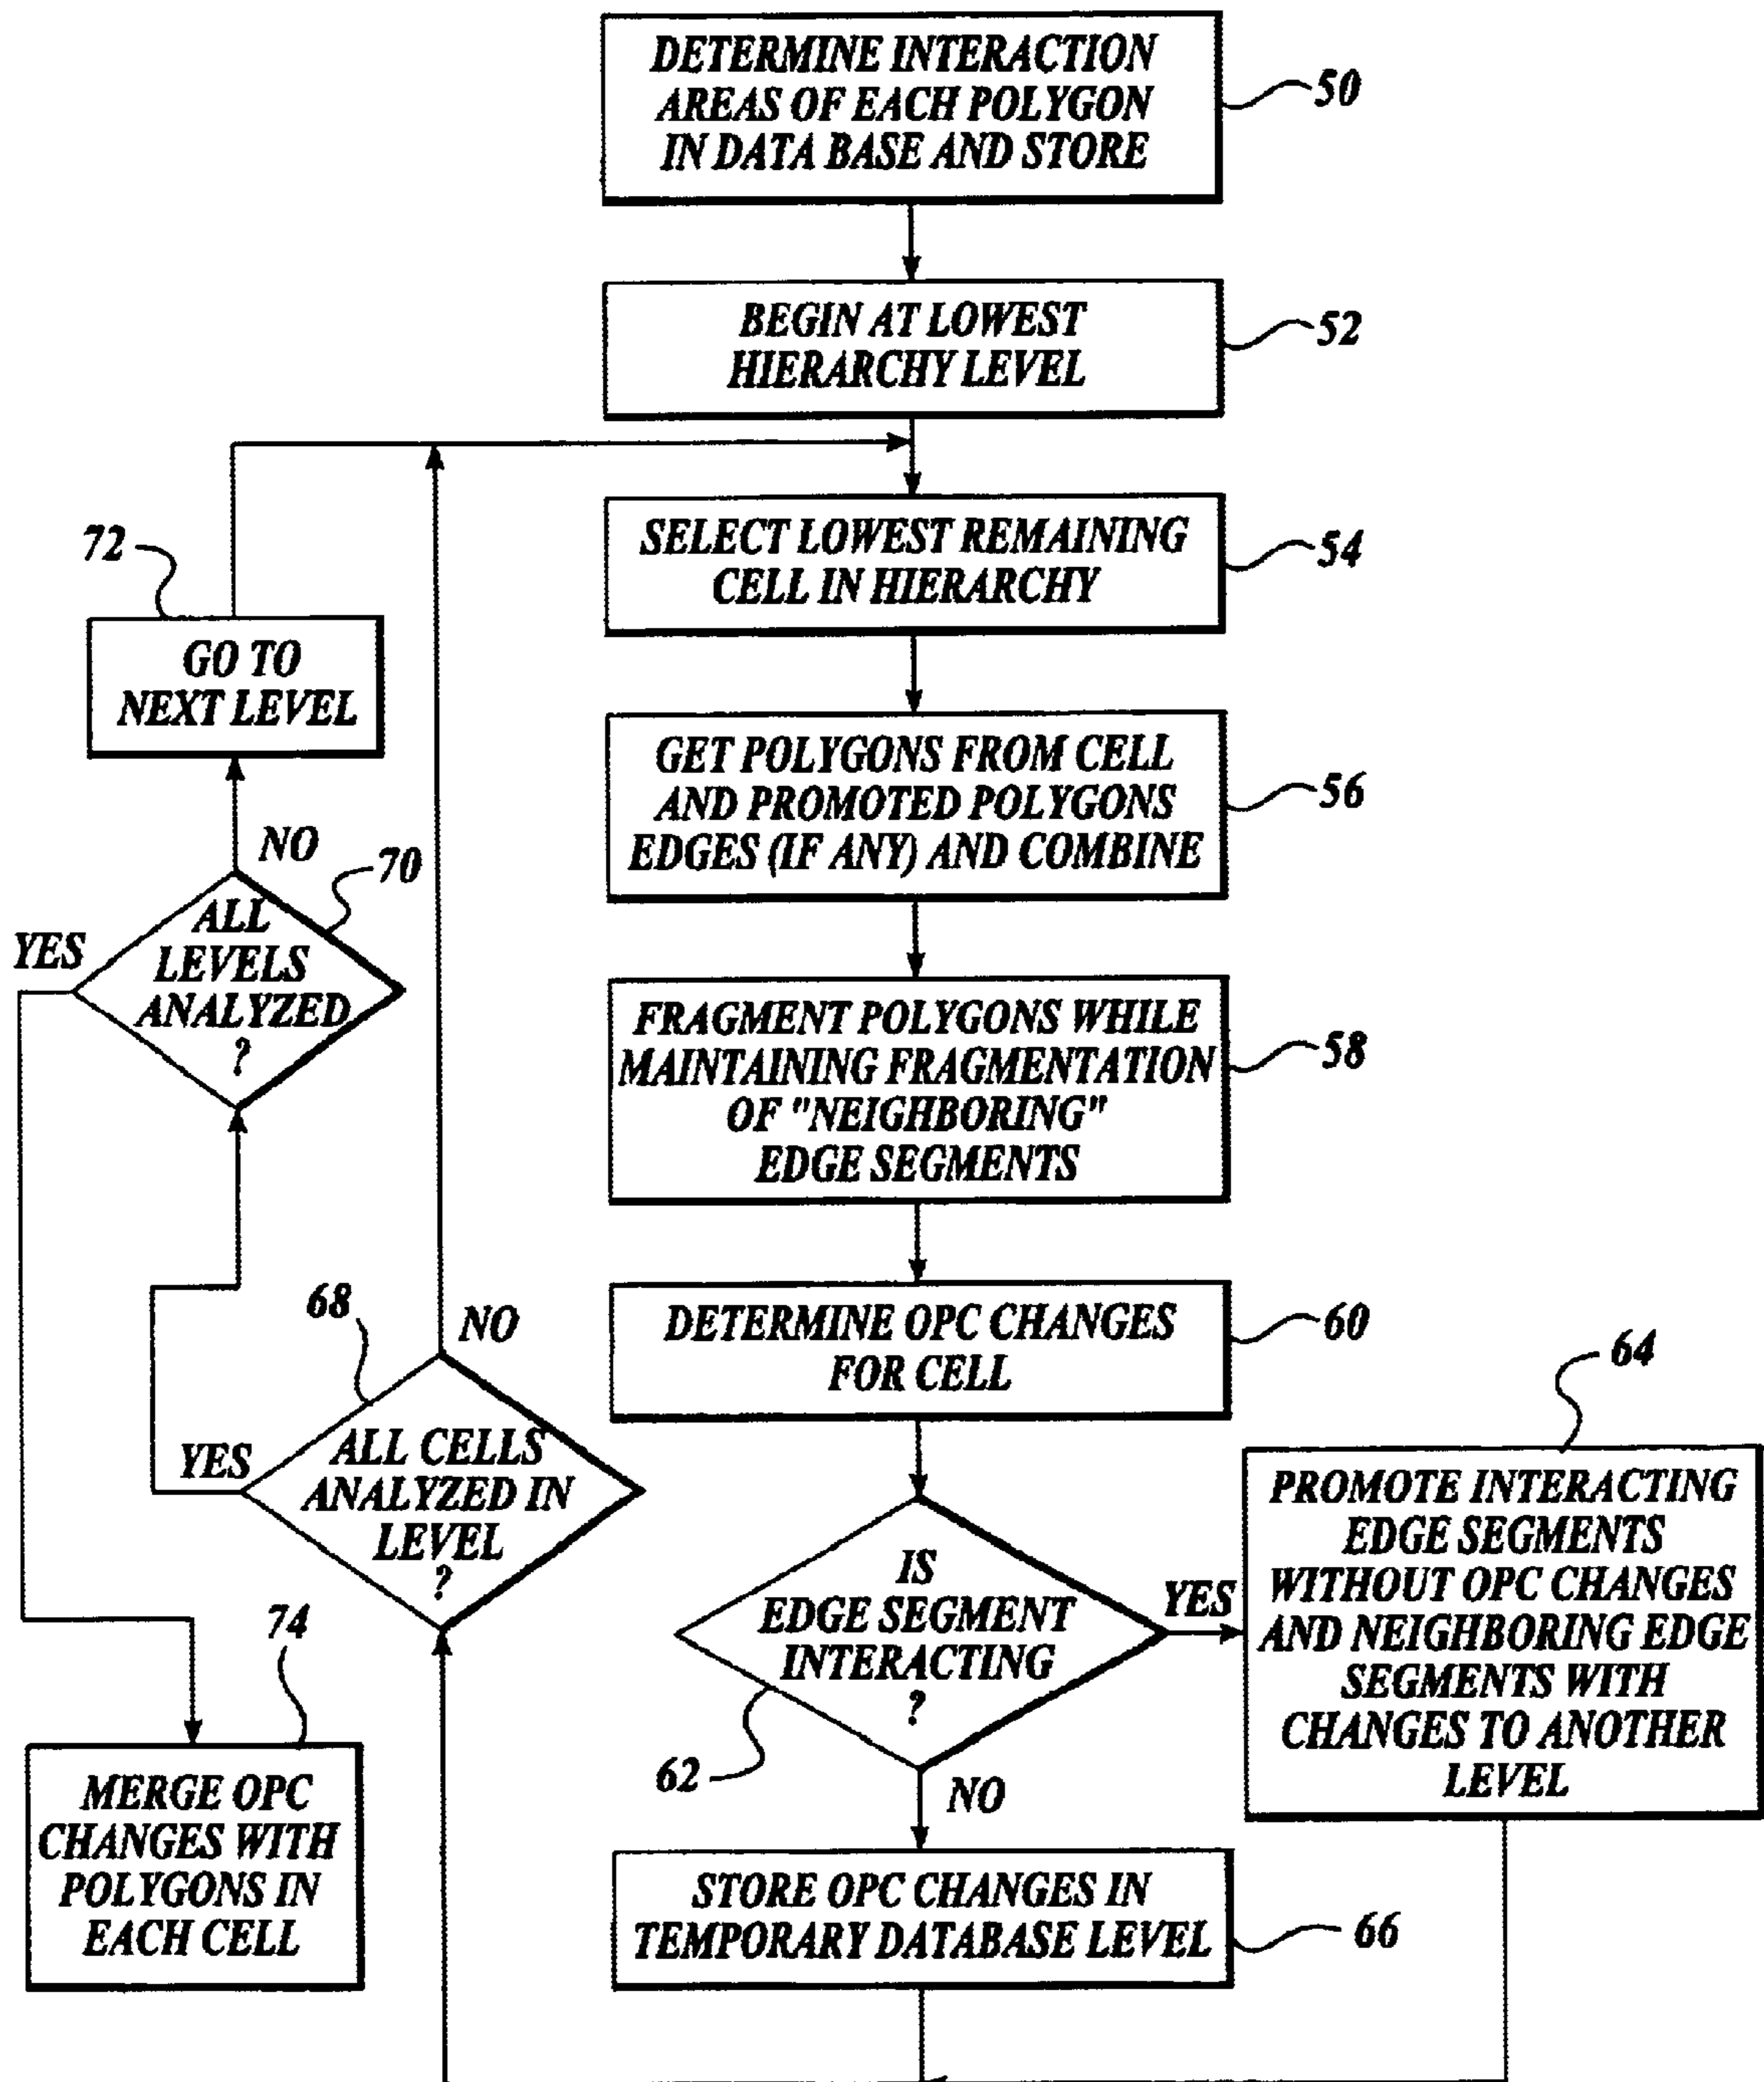 DETERMINE INTERACTION
AREAS OF EACH POLYGON
IN DATA BASE AND STORE
50
BEGIN AT LOWEST
HIERARCHY LEVEL
52
SELECT LOWEST REMAINING
CELL IN HIERARCHY
54
72
GO TO
NEXT LEVEL
GET POLYGONS FROM CELL
AND PROMOTED POLYGONS
EDGES (IF ANY) AND COMBINE
56
NO
70
YES
ALL
LEVELS
ANALYZED
?
FRAGMENT POLYGONS WHILE
MAINTAINING FRAGMENTATION
OF "NEIGHBORING"
EDGE SEGMENTS
58
68
NO
YES
ALL CELLS
ANALYZED IN
LEVEL
?
DETERMINE OPC CHANGES
FOR CELL
60
64
IS
EDGE SEGMENT
INTERACTING
?
YES
62
NO
PROMOTE INTERACTING
EDGE SEGMENTS
WITHOUT OPC CHANGES
AND NEIGHBORING EDGE
SEGMENTS WITH
CHANGES TO ANOTHER
LEVEL
74
MERGE OPC
CHANGES WITH
POLYGONS IN
EACH CELL
STORE OPC CHANGES IN
TEMPORARY DATABASE LEVEL
66